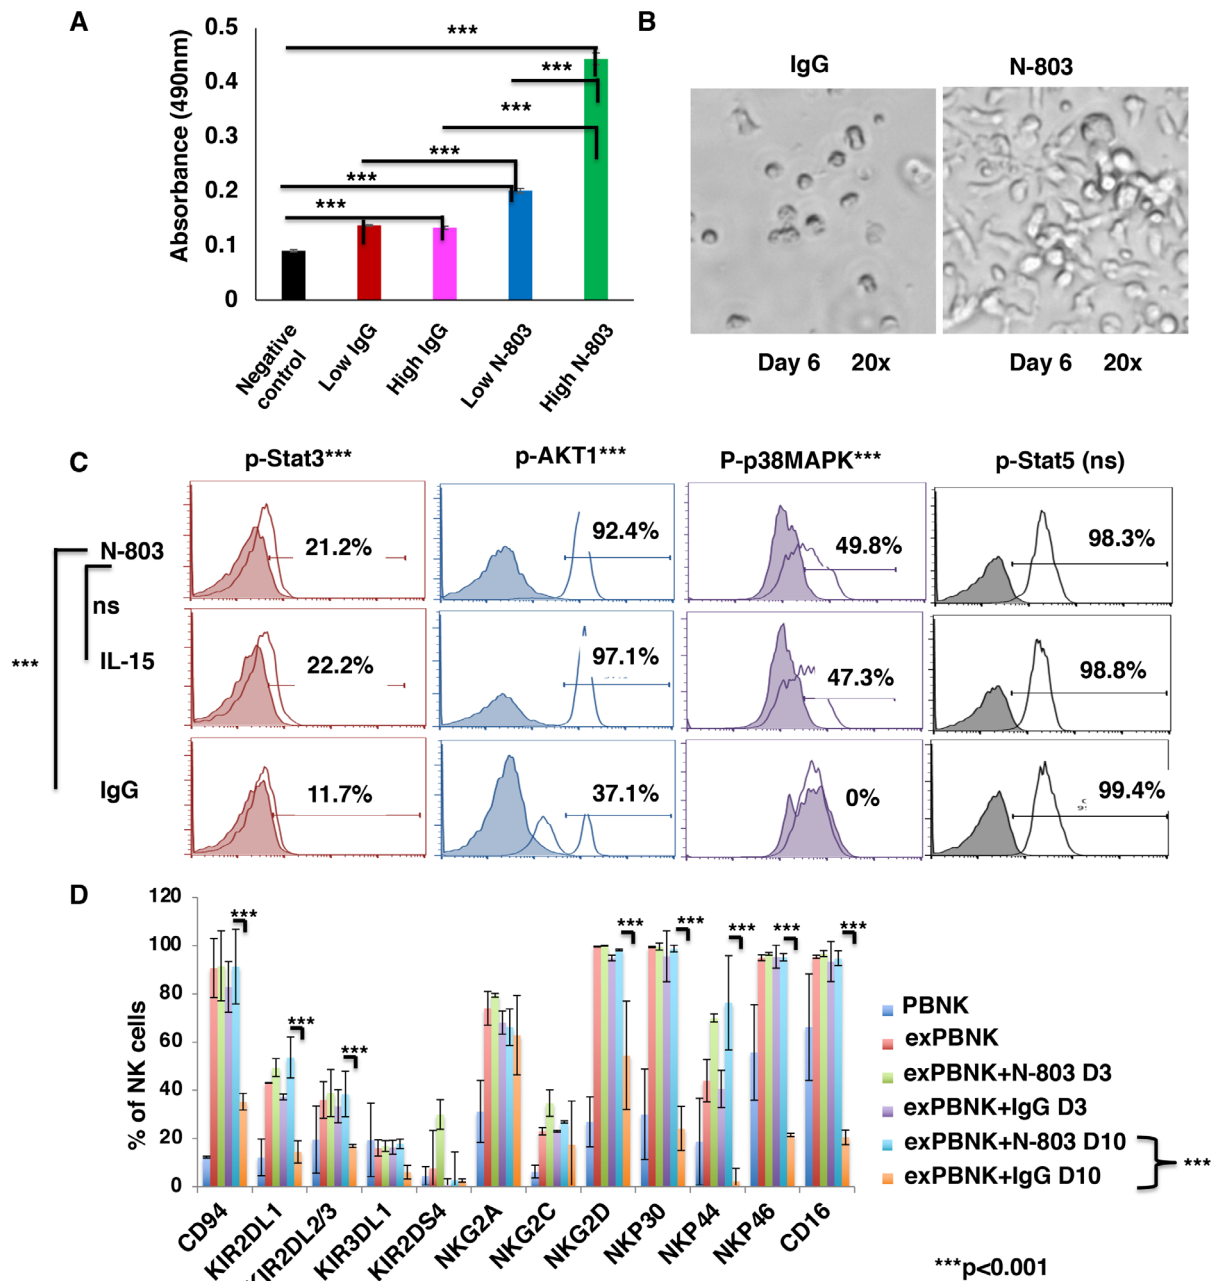 A
0.5
0.4
0.3
0.2
0.1
0
Absorbance (490nm)
***
***
***
***
***
***
Negative control
Low IgG
High IgG
Low N-803
High N-803
B
IgG
N-803
Day 6 20x
Day 6 20x
C
p-Stat3***
p-AKT1***
P-p38MAPK***
p-Stat5 (ns)
N-803
21.2%
92.4%
49.8%
98.3%
ns
***
IL-15
22.2%
97.1%
47.3%
98.8%
IgG
11.7%
37.1%
0%
99.4%
D
120
100
80
60
40
20
0
% of NK cells
***
***
***
***
***
***
***
***
CD94
KIR2DL1
KIR2DL2/3
KIR3DL1
KIR2DS4
NKG2A
NKG2C
NKG2D
NKP30
NKP44
NKP46
CD16
PBNK
exPBNK
exPBNK+N-803 D3
exPBNK+IgG D3
exPBNK+N-803 D10
exPBNK+IgG D10
***
***p<0.001